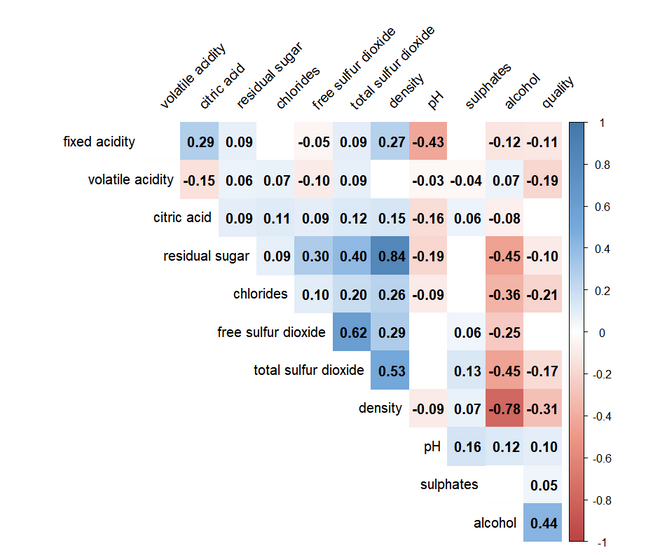 volatile acidity
citric acid
residual sugar
chlorides
free sulfur dioxide
total sulfur dioxide
density
pH
sulphates
alcohol
quality
fixed acidity 0.29 0.09 -0.05 0.09 0.27 -0.43 -0.12 -0.11
volatile acidity -0.15 0.06 0.07 -0.10 0.09 -0.03 -0.04 0.07 -0.19
citric acid 0.09 0.11 0.09 0.12 0.15 -0.16 0.06 -0.08
residual sugar 0.09 0.30 0.40 0.84 -0.19 -0.45 -0.10
chlorides 0.10 0.20 0.26 -0.09 -0.36 -0.21
free sulfur dioxide 0.62 0.29 0.06 -0.25
total sulfur dioxide 0.53 0.13 -0.45 -0.17
density -0.09 0.07 -0.78 -0.31
pH 0.16 0.12 0.10
sulphates 0.05
alcohol 0.44
1
0.8
0.6
0.4
0.2
0
-0.2
-0.4
-0.6
-0.8
-1